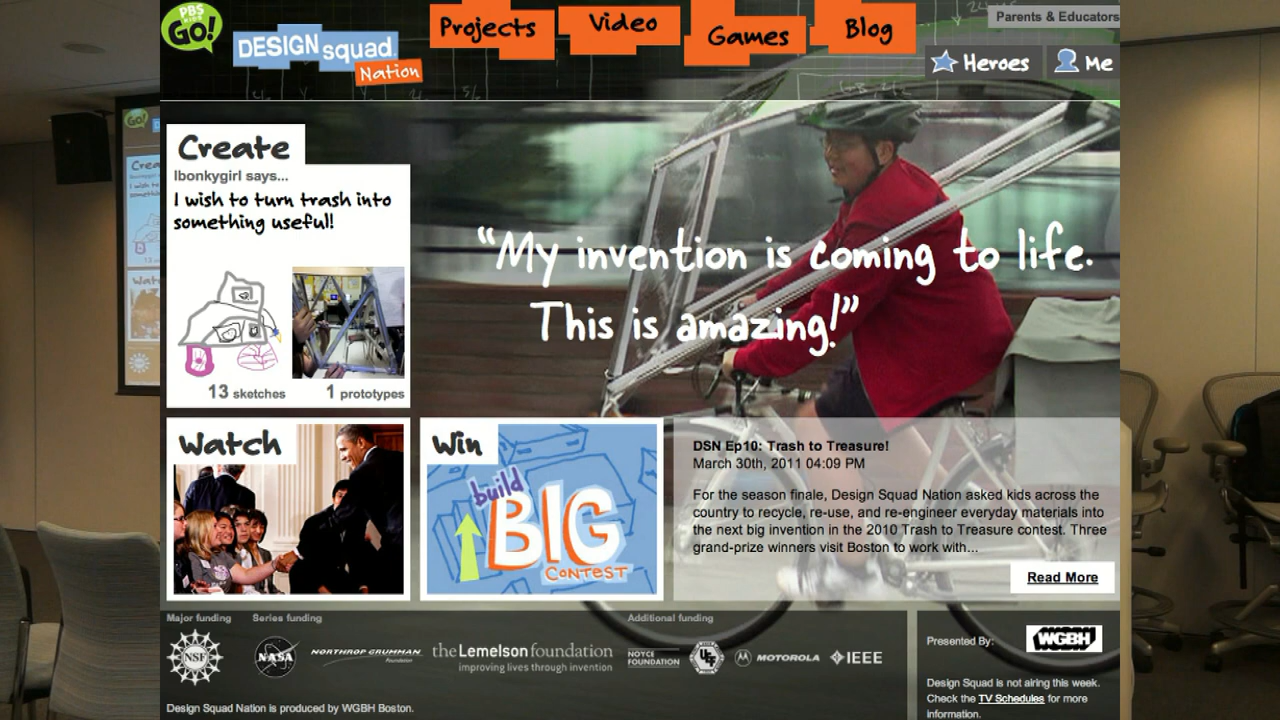 PBS
KIDS
GO!
DESIGN squad
Nation
Projects
Video
Games
Blog
Parents & Educators
Heroes
Me
Create
lbonkygirl says...
I wish to turn trash into
something useful!
13 sketches
1 prototypes
"My invention is coming to life.
This is amazing!"
Watch
Win
build
BIG
CONTEST
DSN Ep10: Trash to Treasure!
March 30th, 2011 04:09 PM
For the season finale, Design Squad Nation asked kids across the
country to recycle, re-use, and re-engineer everyday materials into
the next big invention in the 2010 Trash to Treasure contest. Three
grand-prize winners visit Boston to work with...
Read More
Major funding
Series funding
Additional funding
NSF
NASA
NORTHROP GRUMMAN
Foundation
the Lemelson foundation
improving lives through invention
NOYCE
FOUNDATION
UEF
MOTOROLA
IEEE
Presented By:
WGBH
Design Squad is not airing this week.
Check the TV Schedules for more
information.
Design Squad Nation is produced by WGBH Boston.